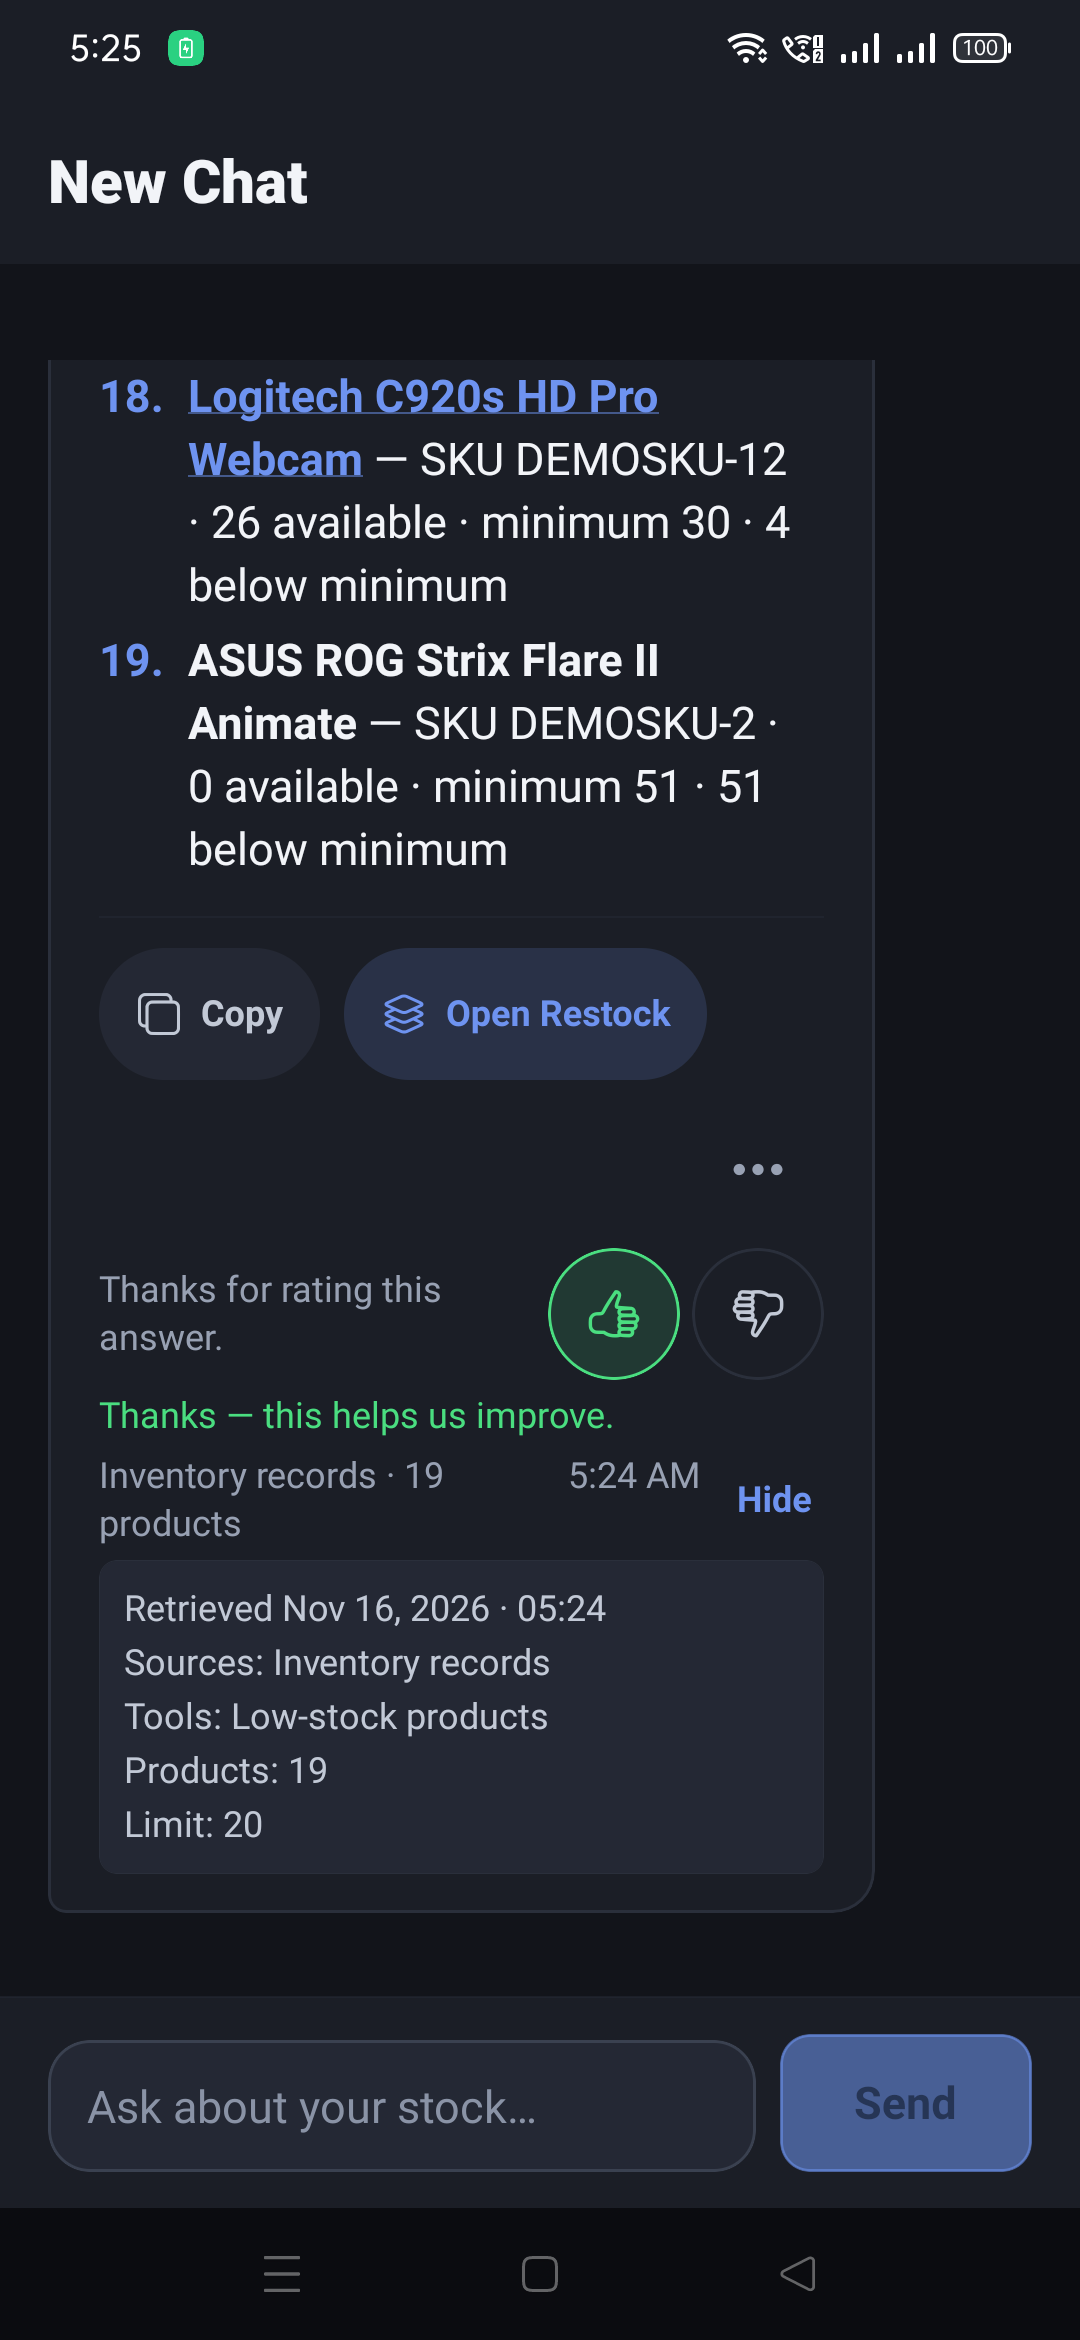 5:25
100
New Chat
18. Logitech C920s HD Pro
Webcam — SKU DEMOSKU-12
· 26 available · minimum 30 · 4
below minimum
19. ASUS ROG Strix Flare II
Animate — SKU DEMOSKU-2 ·
0 available · minimum 51 · 51
below minimum
Copy
Open Restock
Thanks for rating this
answer.
Thanks — this helps us improve.
Inventory records · 19
products
5:24 AM
Hide
Retrieved Nov 16, 2026 · 05:24
Sources: Inventory records
Tools: Low-stock products
Products: 19
Limit: 20
Ask about your stock…
Send